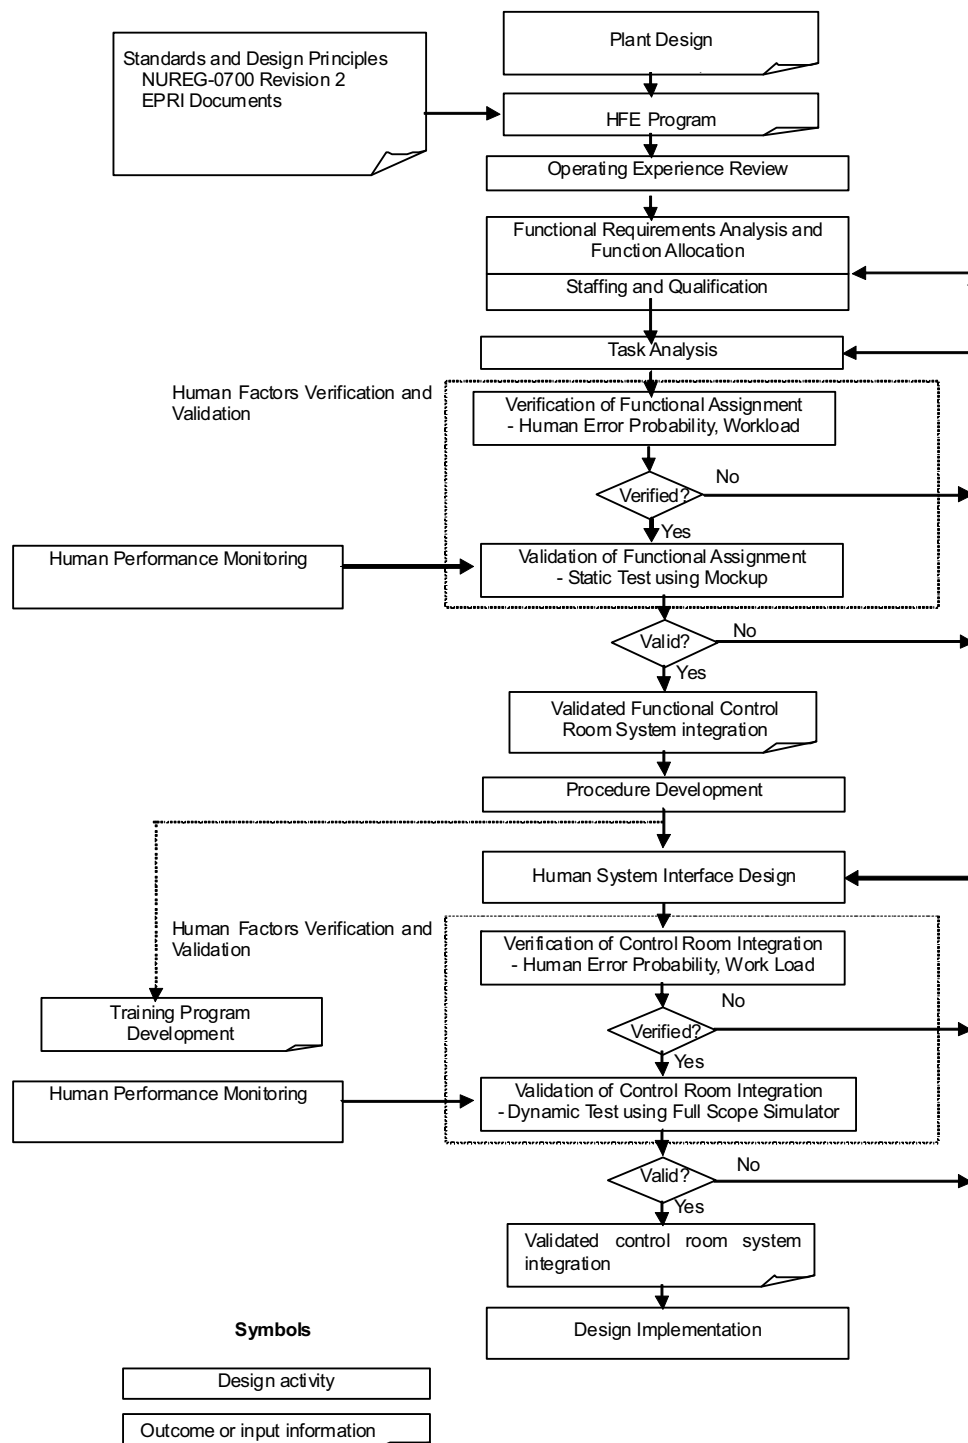 Plant Design
Standards and Design Principles
NUREG-0700 Revision 2
EPRI Documents
HFE Program
Operating Experience Review
Functional Requirements Analysis and
Function Allocation
Staffing and Qualification
Task Analysis
Human Factors Verification and
Validation
Verification of Functional Assignment
- Human Error Probability, Workload
No
Verified?
Yes
Human Performance Monitoring
Validation of Functional Assignment
- Static Test using Mockup
No
Valid?
Yes
Validated Functional Control
Room System integration
Procedure Development
Human System Interface Design
Human Factors Verification and
Validation
Verification of Control Room Integration
- Human Error Probability, Work Load
No
Training Program
Development
Verified?
Yes
Human Performance Monitoring
Validation of Control Room Integration
- Dynamic Test using Full Scope Simulator
No
Valid?
Yes
Validated control room system
integration
Design Implementation
Symbols
Design activity
Outcome or input information